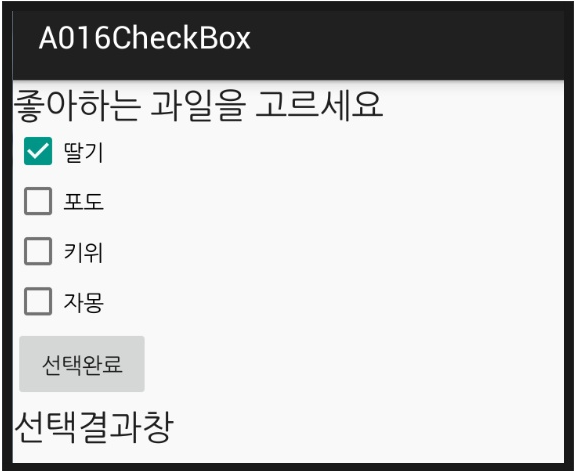 A016CheckBox
좋아하는 과일을 고르세요
딸기
포도
키위
자몽
선택완료
선택결과창